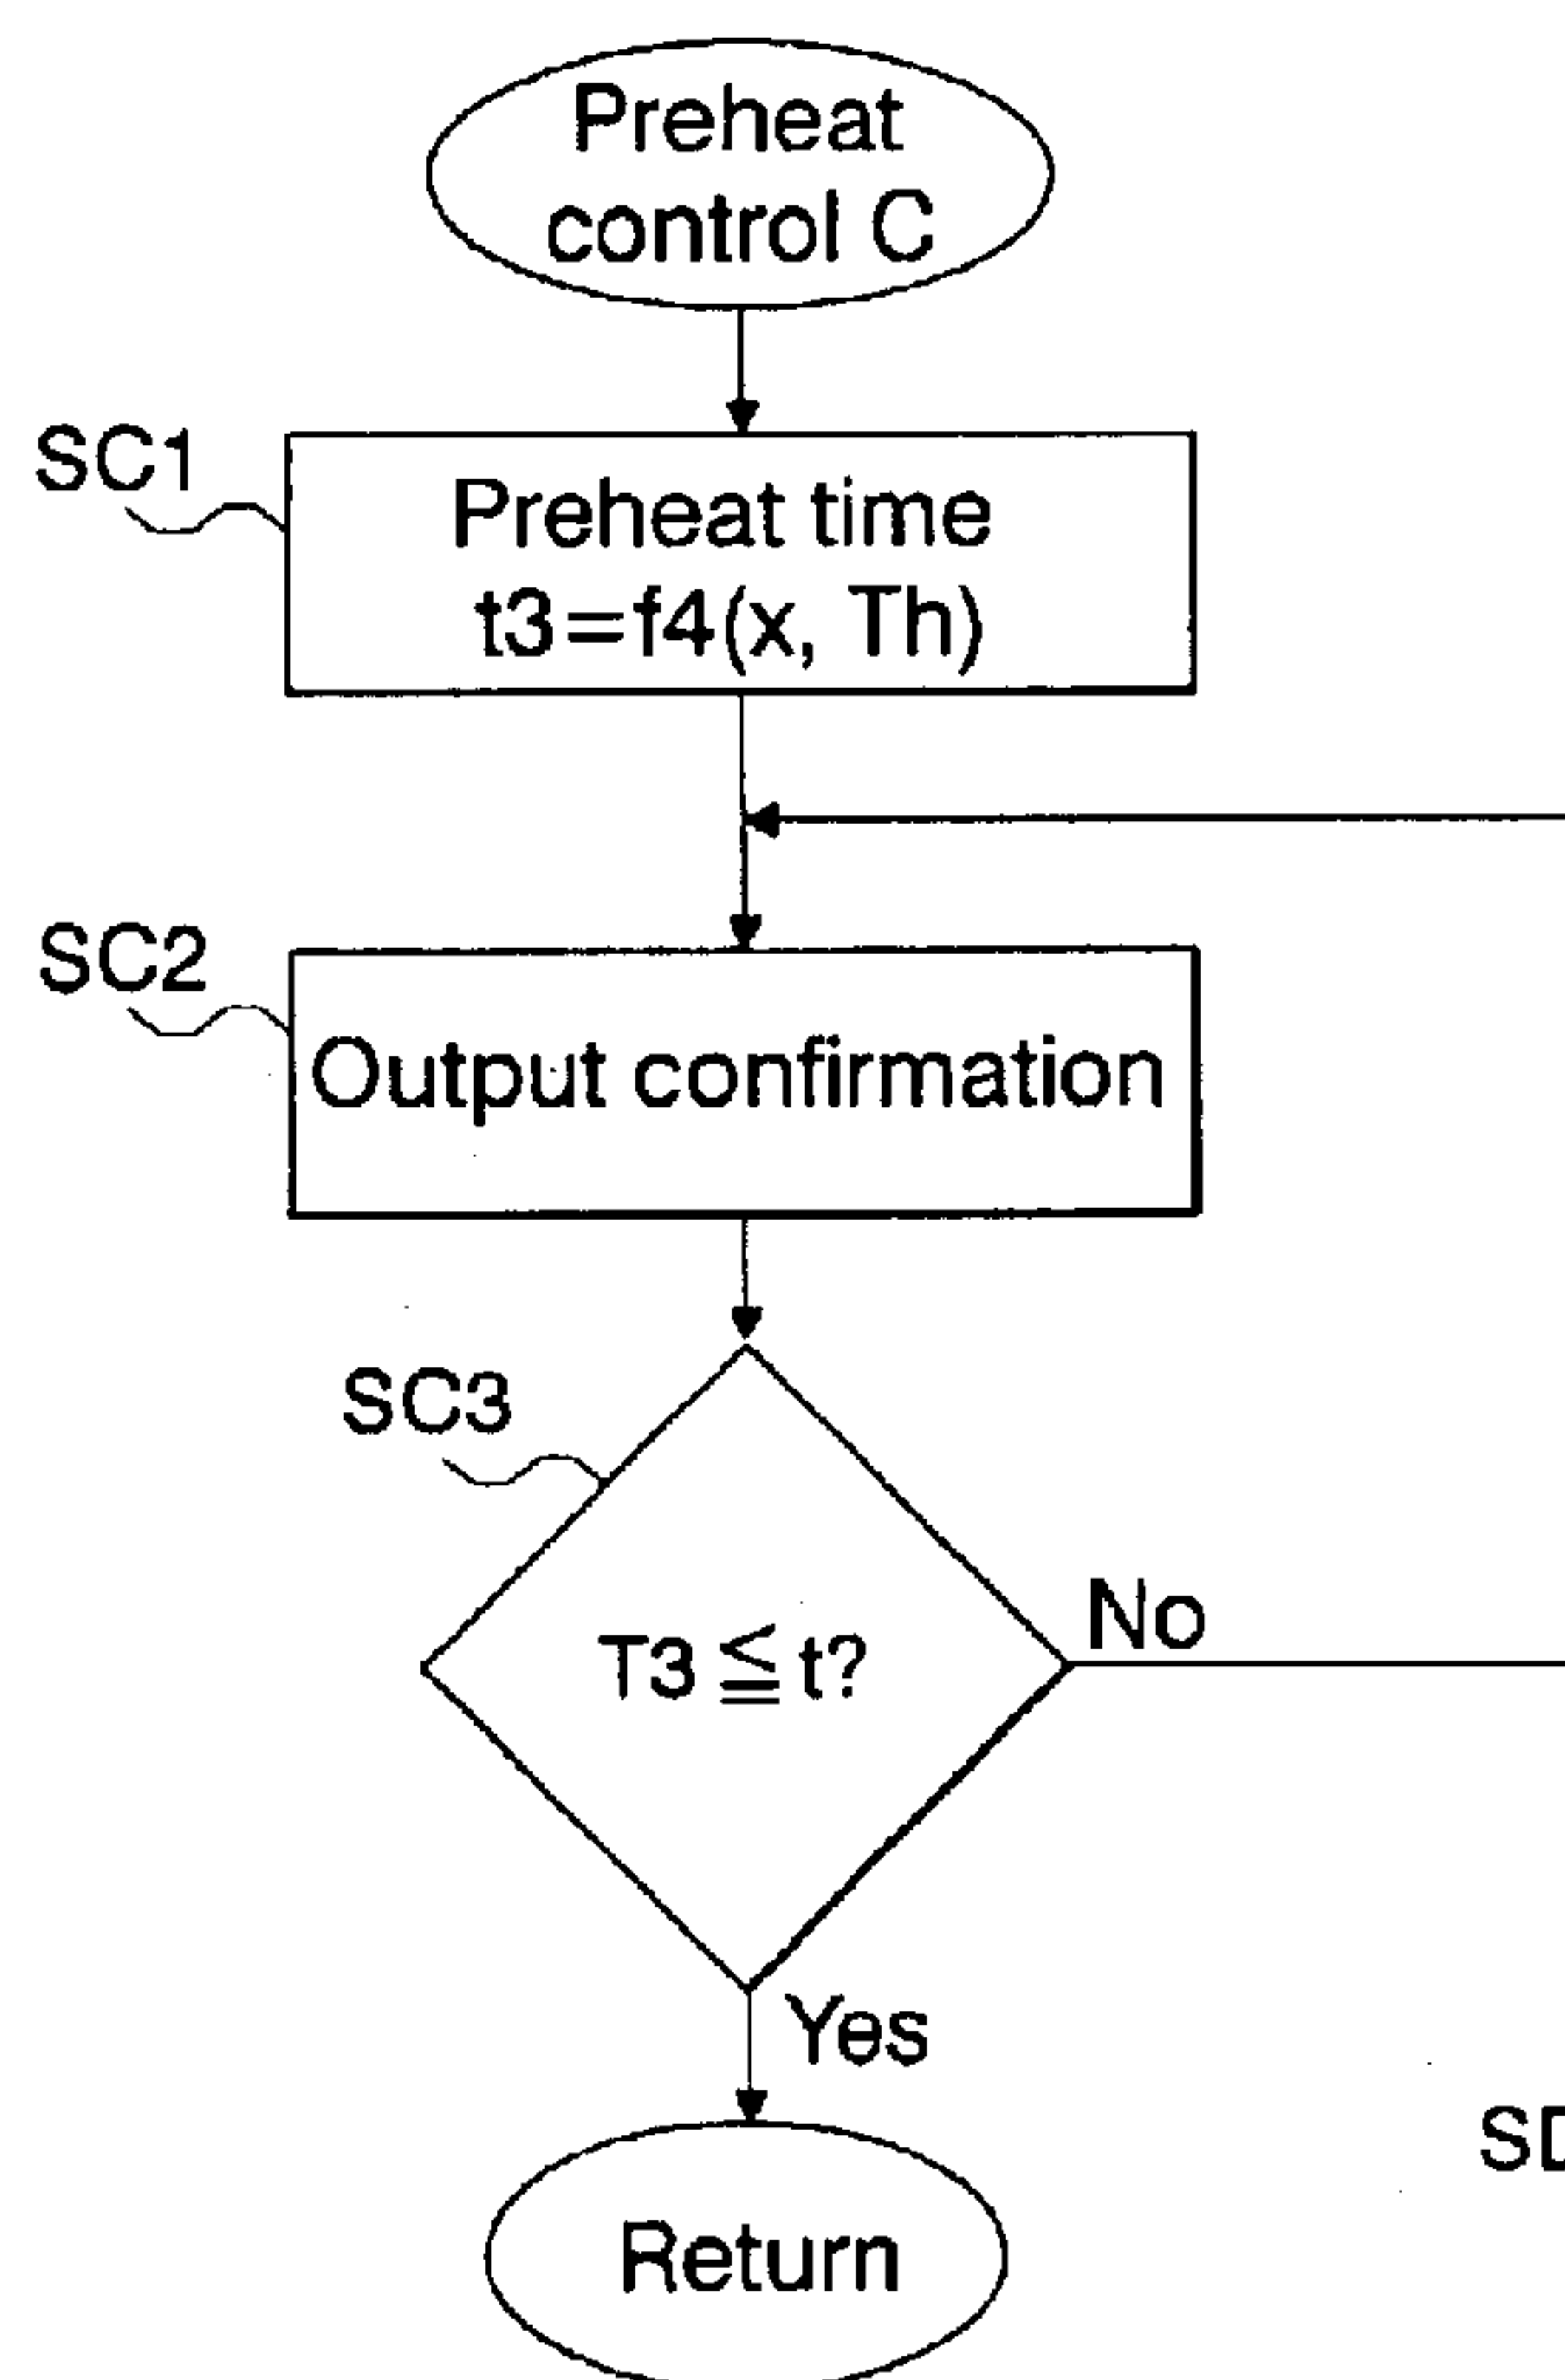 Preheat
control C
SC1
Preheat time
t3=f4(x, Th)
SC2
Output confirmation
SC3
T3 ≦ t?
No
Yes
Return